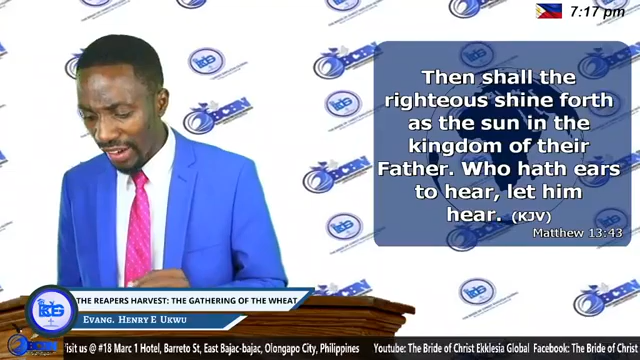 7:17 pm
Then shall the
righteous shine forth
as the sun in the
kingdom of their
Father. Who hath ears
to hear, let him
hear. (KJV)
Matthew 13:43
THE REAPERS HARVEST: THE GATHERING OF THE WHEAT
Evang. Henry E Ukwu
isit us @ #18 Marc 1 Hotel, Barreto St, East Bajac-bajac, Olongapo City, Philippines Youtube: The Bride of Christ Ekklesia Global Facebook: The Bride of Christ